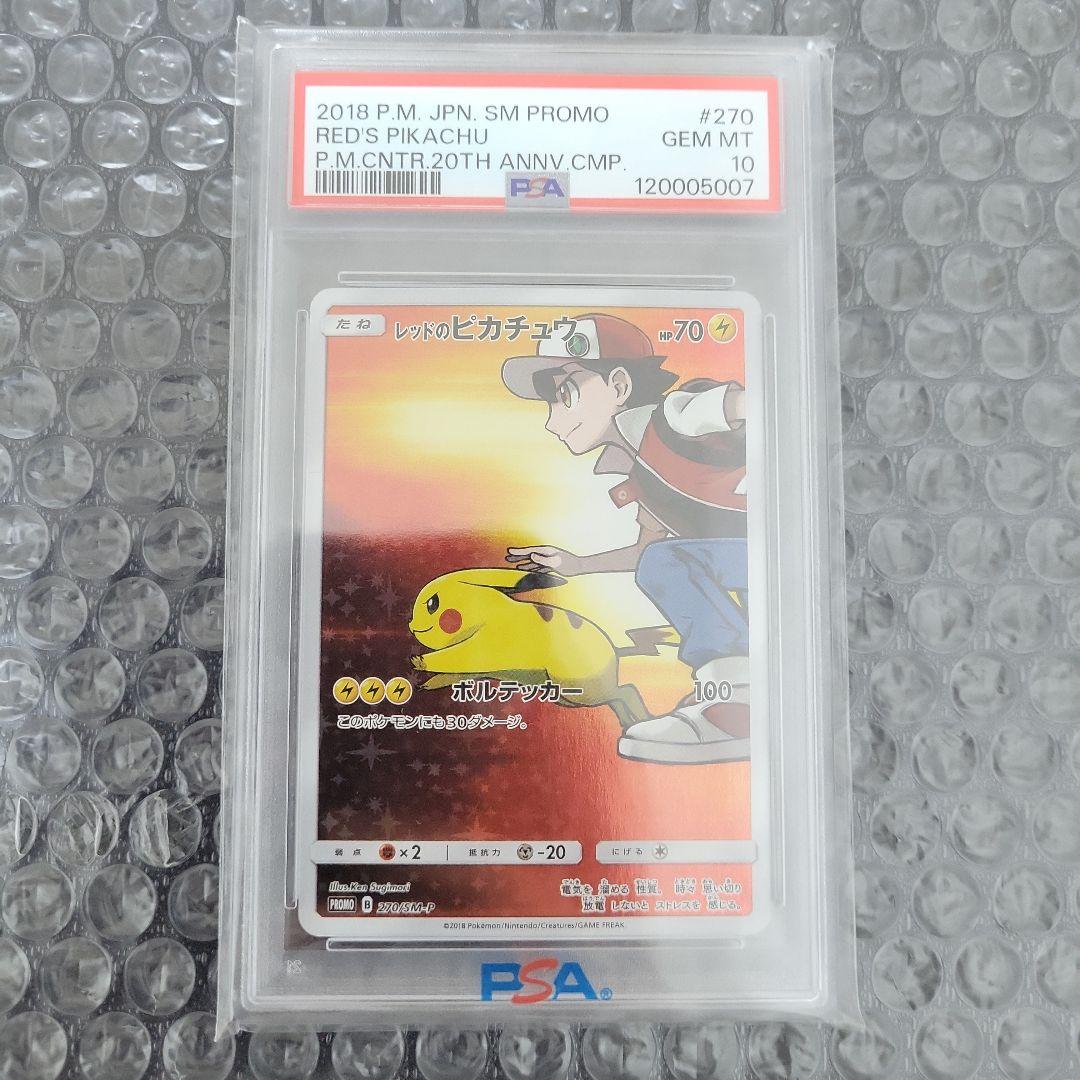 2018 P.M. JPN. SM PROMO #270
RED'S PIKACHU GEM MT
P.M.CNTR.20TH ANNV.CMP. 10
PSA 120005007
たね レッドのピカチュウ HP70
ボルテッカー 100
このポケモンにも30ダメージ。
弱点 ×2 抵抗力 -20 にげる
Illus.Ken Sugimori
PROMO B 270/SM-P
電気を 溜める 性質。 時々 思い切り
放電 しないと ストレスを 感じる。
©2018 Pokémon/Nintendo/Creatures/GAME FREAK.
PSA®